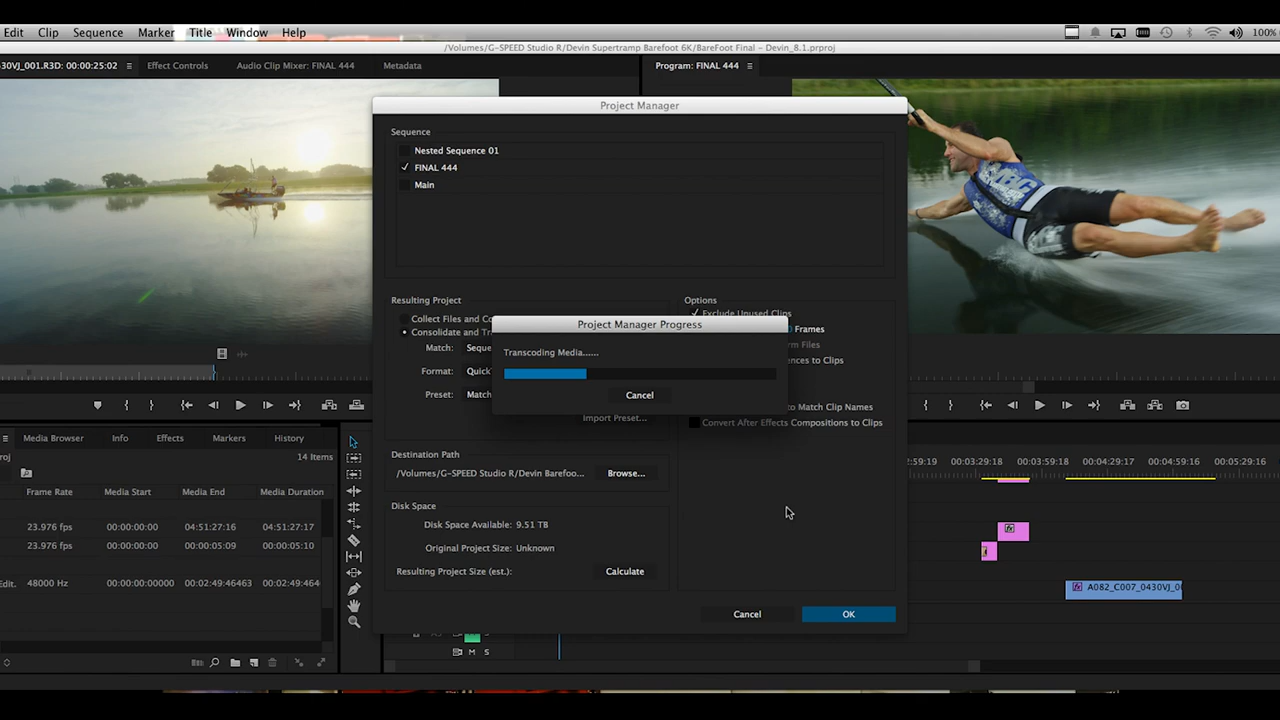 Edit Clip Sequence Marker Title Window Help 100%
/Volumes/G-SPEED Studio R/Devin Supertramp Barefoot 6K/BareFoot Final - Devin_8.1.prproj
30VJ_001.R3D: 00:00:25:02 Effect Controls Audio Clip Mixer: FINAL 444 Metadata Program: FINAL 444
Project Manager
Sequence
Nested Sequence 01
FINAL 444
Main
Resulting Project
Options
Collect Files and Co
Exclude Unused Clips
Consolidate and Tr
Frames
Match: Seque
rm Files
Format: Quick
nces to Clips
Preset: Match
to Match Clip Names
Import Preset...
Convert After Effects Compositions to Clips
Project Manager Progress
Transcoding Media......
Cancel
Destination Path
/Volumes/G-SPEED Studio R/Devin Barefoo... Browse...
Disk Space
Disk Space Available: 9.51 TB
Original Project Size: Unknown
Resulting Project Size (est.): Calculate
Cancel OK
Media Browser Info Effects Markers History
roj 14 Items
Frame Rate Media Start Media End Media Duration
23.976 fps 00:00:00:00 04:51:27:16 04:51:27:17
23.976 fps 00:00:00:00 00:00:05:09 00:00:05:10
Edit. 48000 Hz 00:00:00:00000 00:02:49:46463 00:02:49:464
:59:19 00:03:29:18 00:03:59:18 00:04:29:17 00:04:59:16 00:05:29:16
fx
fx A082_C007_0430VJ_0
M S